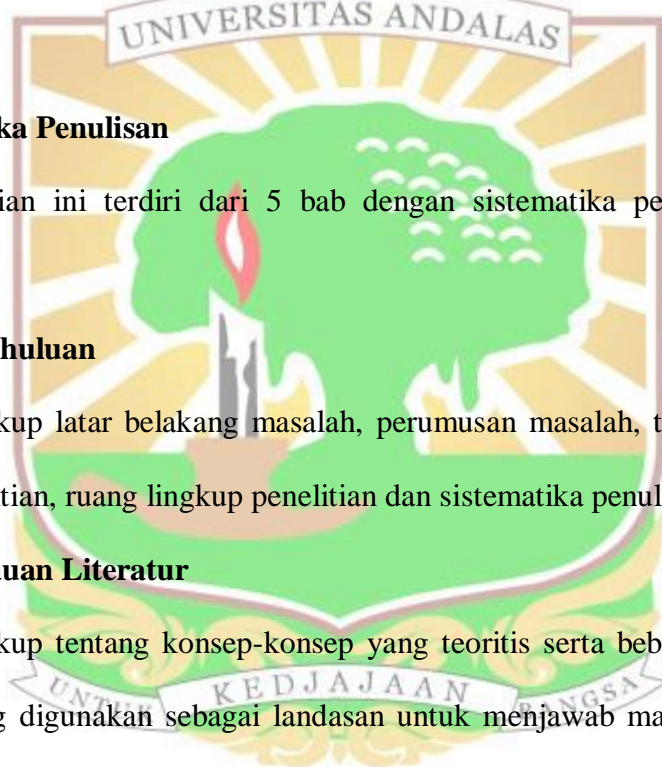 UNIVERSITAS ANDALAS
ka Penulisan
ian ini terdiri dari 5 bab dengan sistematika pe
huluan
kup latar belakang masalah, perumusan masalah, t
tian, ruang lingkup penelitian dan sistematika penul
uan Literatur
kup tentang konsep-konsep yang teoritis serta beb
UNTUK KEDJAJAAN BANGSA
g digunakan sebagai landasan untuk menjawab ma